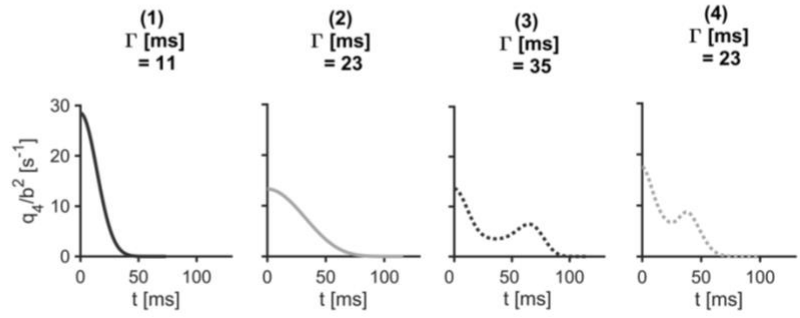 (1)
Γ [ms]
= 11
(2)
Γ [ms]
= 23
(3)
Γ [ms]
= 35
(4)
Γ [ms]
= 23
q₄/b² [s⁻¹]
30
20
10
0
0 50 100
t [ms]
0 50 100
t [ms]
0 50 100
t [ms]
0 50 100
t [ms]